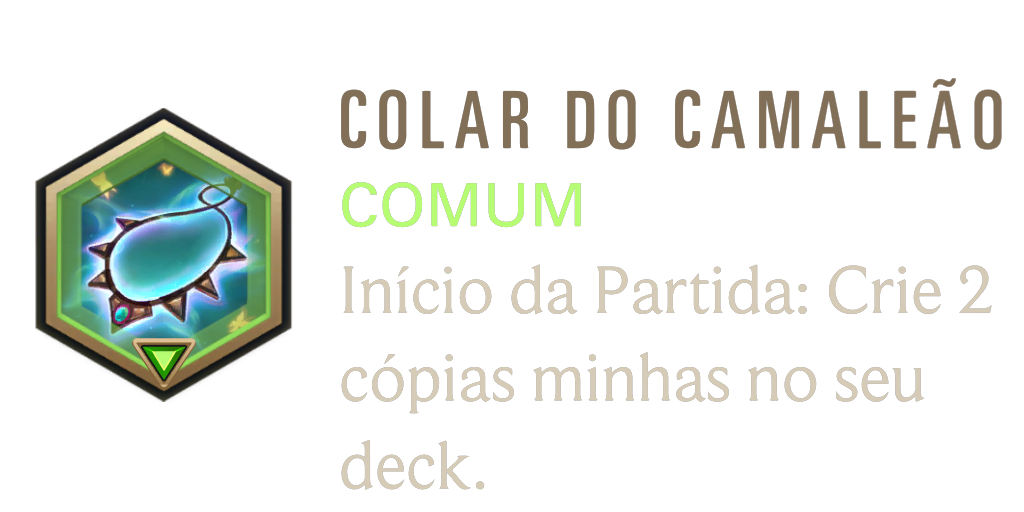 COLAR DO CAMALEÃO
COMUM
Início da Partida: Crie 2
cópias minhas no seu
deck.